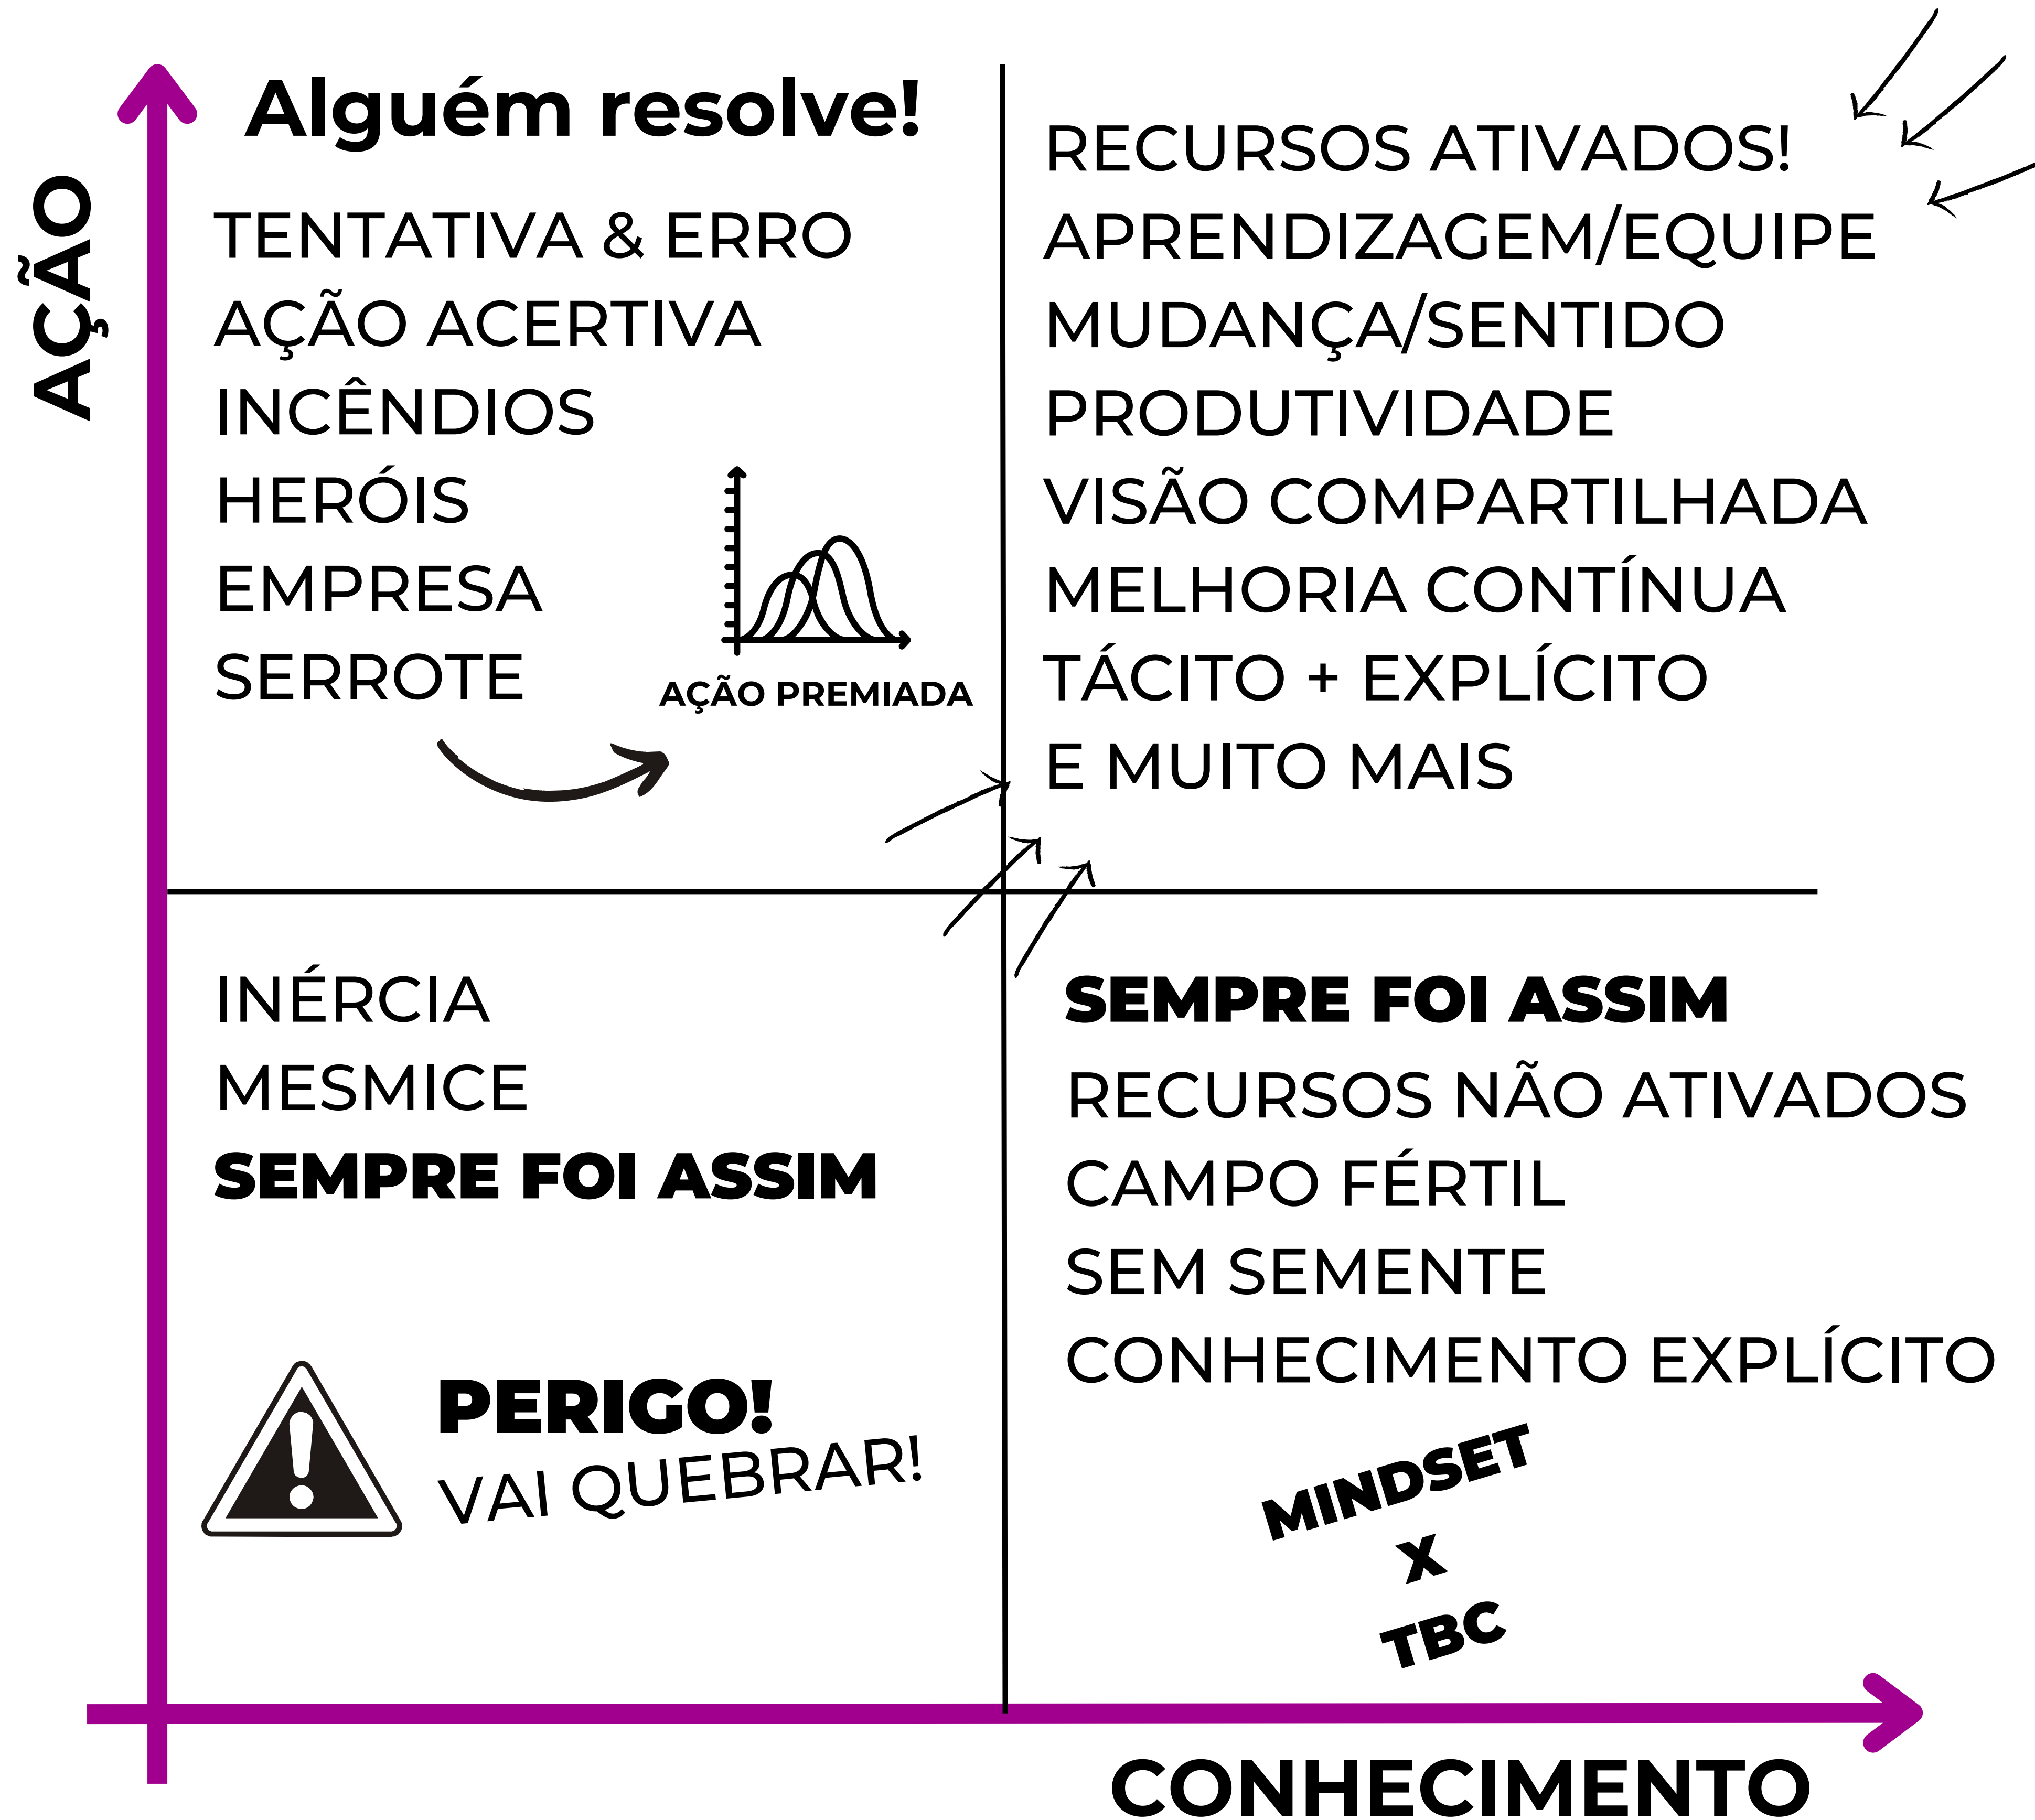 AÇÃO
Alguém resolve!
TENTATIVA & ERRO
AÇÃO ACERTIVA
INCÊNDIOS
HERÓIS
EMPRESA
SERROTE
AÇÃO PREMIADA
RECURSOS ATIVADOS!
APRENDIZAGEM/EQUIPE
MUDANÇA/SENTIDO
PRODUTIVIDADE
VISÃO COMPARTILHADA
MELHORIA CONTÍNUA
TÁCITO + EXPLÍCITO
E MUITO MAIS
INÉRCIA
MESMICE
SEMPRE FOI ASSIM
PERIGO!
VAI QUEBRAR!
SEMPRE FOI ASSIM
RECURSOS NÃO ATIVADOS
CAMPO FÉRTIL
SEM SEMENTE
CONHECIMENTO EXPLÍCITO
MINDSET
X
TBC
CONHECIMENTO